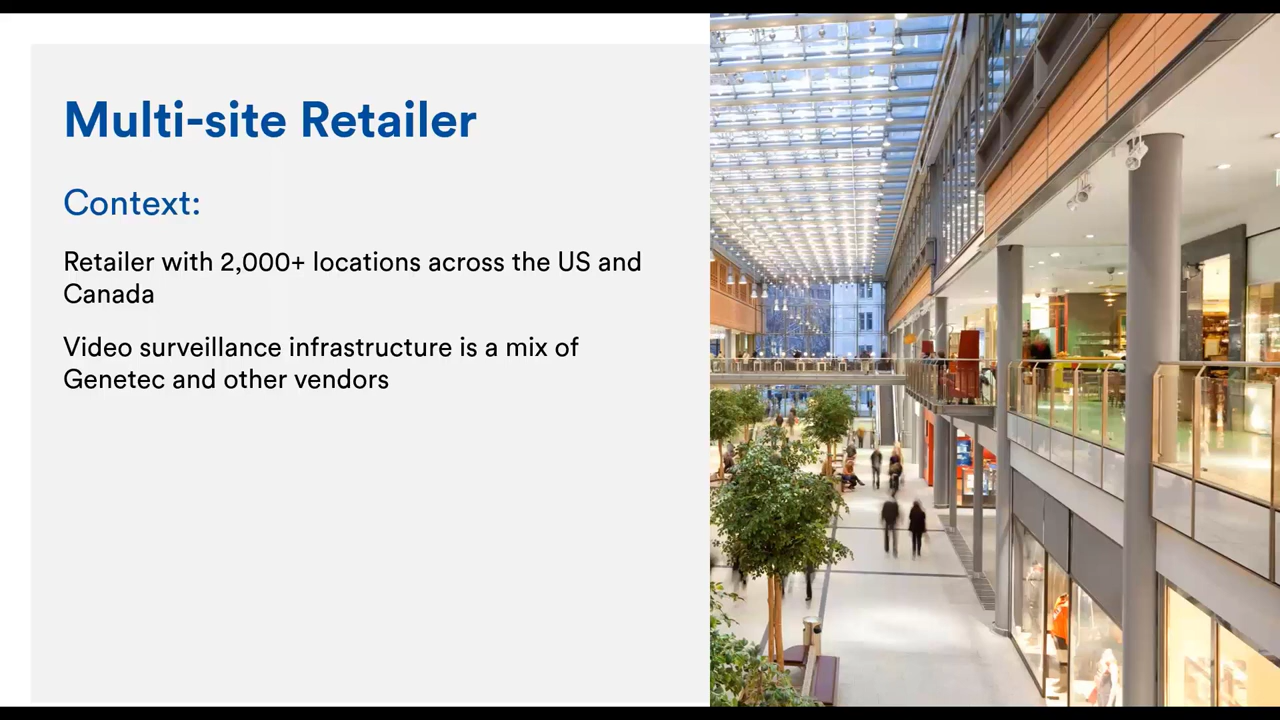 Multi-site Retailer
Context:
Retailer with 2,000+ locations across the US and
Canada
Video surveillance infrastructure is a mix of
Genetec and other vendors